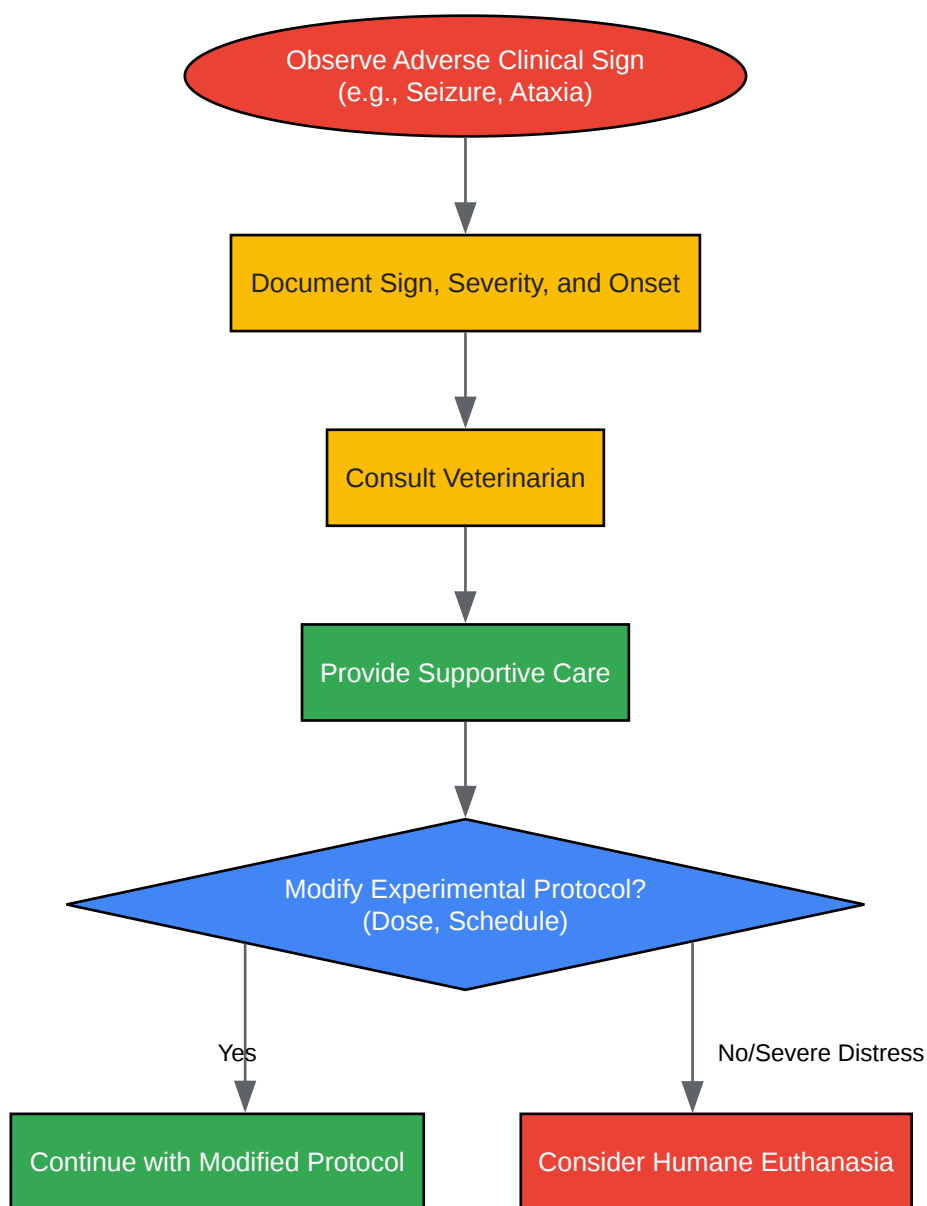 Observe Adverse Clinical Sign
(e.g., Seizure, Ataxia)
Document Sign, Severity, and Onset
Consult Veterinarian
Provide Supportive Care
Modify Experimental Protocol?
(Dose, Schedule)
Yes
No/Severe Distress
Continue with Modified Protocol
Consider Humane Euthanasia